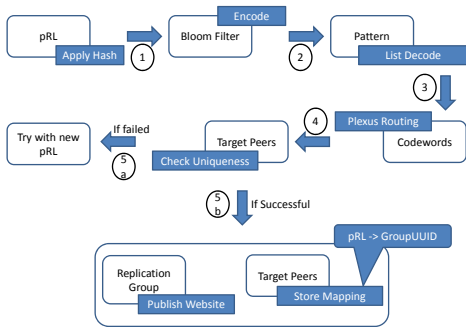 pRL
Apply Hash
1
Encode
Bloom Filter
2
Pattern
List Decode
3
Plexus Routing
Codewords
4
Target Peers
Check Uniqueness
If failed
5
a
Try with new
pRL
5
b
If Successful
pRL -> GroupUUID
Replication
Group
Publish Website
Target Peers
Store Mapping